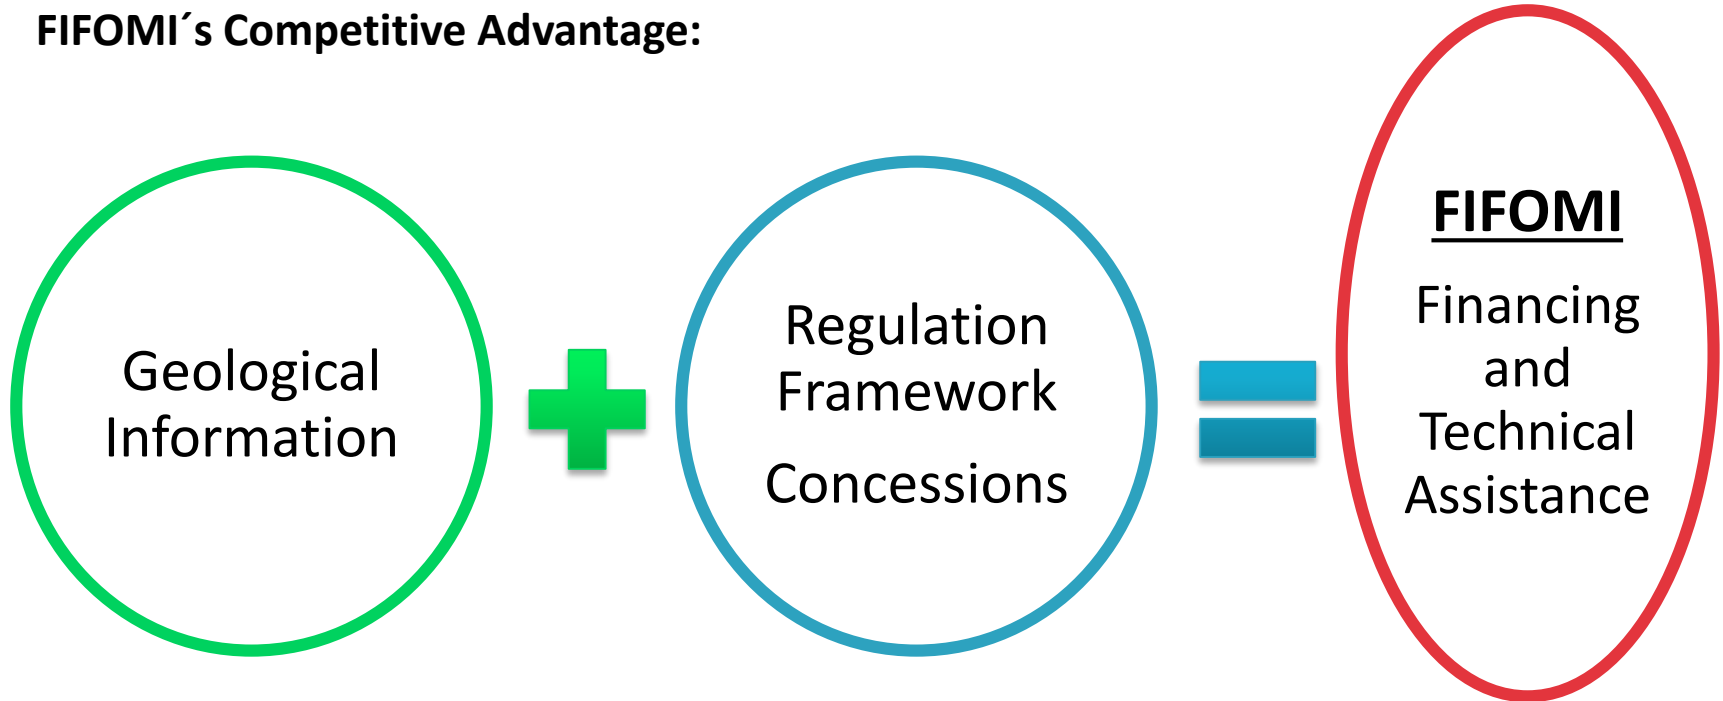 FIFOMI´s Competitive Advantage:
Geological
Information
Regulation
Framework
Concessions
FIFOMI
Financing
and
Technical
Assistance